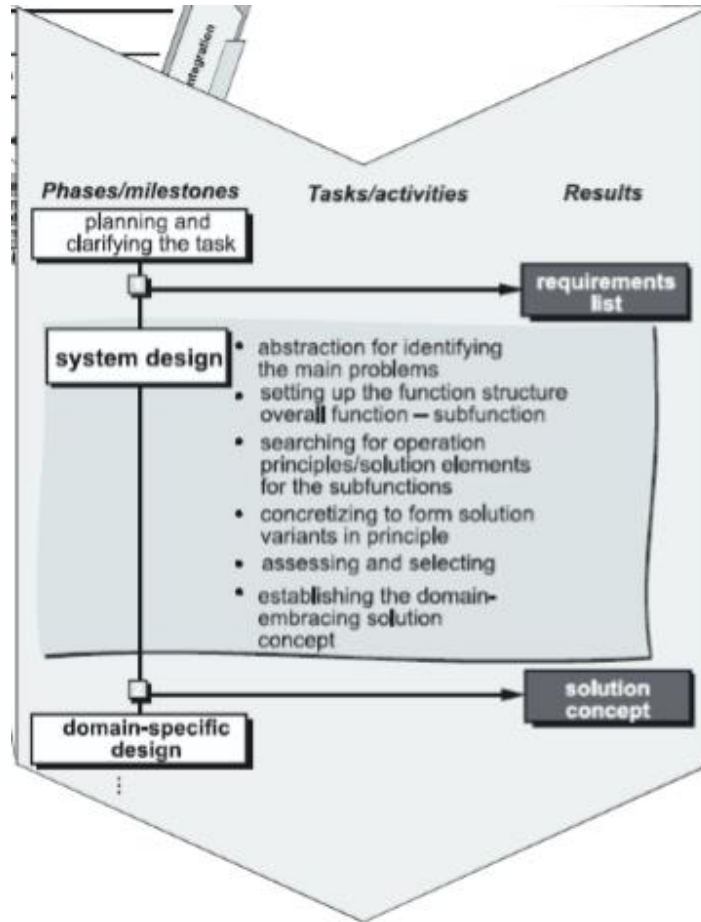 integration
Phases/milestones
Tasks/activities
Results
planning and
clarifying the task
requirements
list
system design
• abstraction for identifying
the main problems
• setting up the function structure
overall function – subfunction
• searching for operation
principles/solution elements
for the subfunctions
• concretizing to form solution
variants in principle
• assessing and selecting
• establishing the domain-
embracing solution
concept
solution
concept
domain-specific
design
⋮